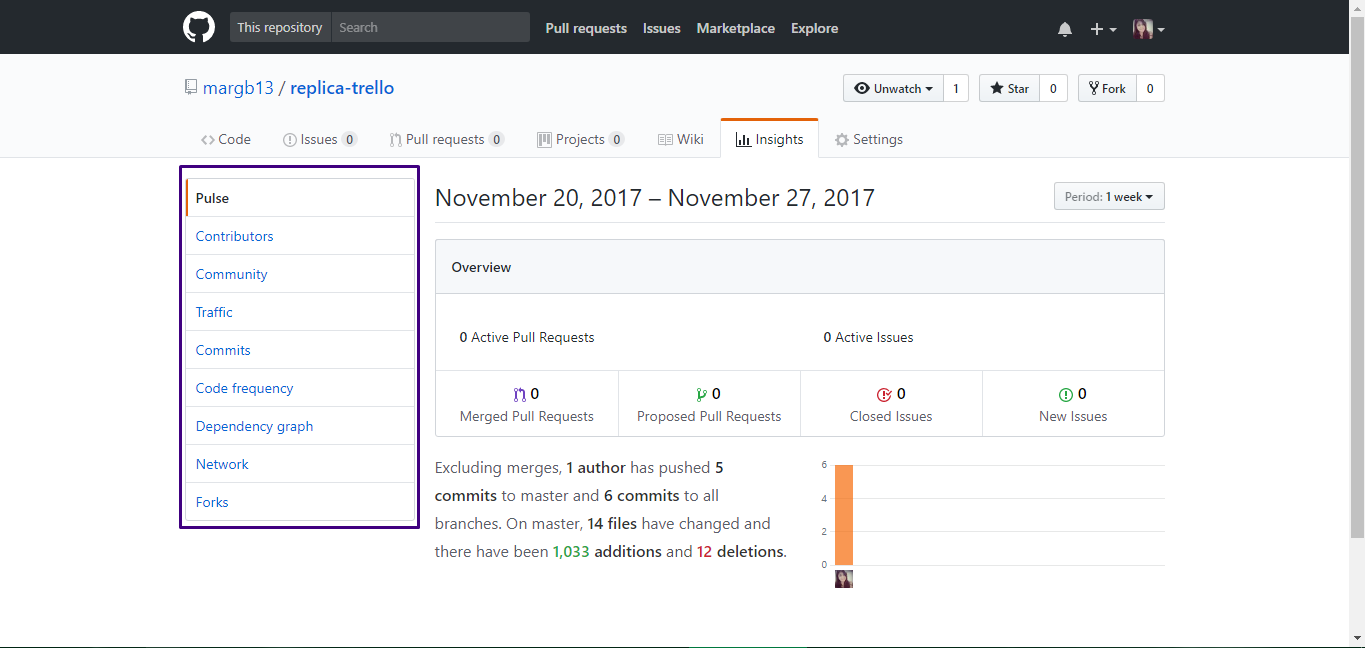 This repository Search Pull requests Issues Marketplace Explore
margb13 / replica-trello Unwatch 1 Star 0 Fork 0
Code Issues 0 Pull requests 0 Projects 0 Wiki Insights Settings
Pulse
Contributors
Community
Traffic
Commits
Code frequency
Dependency graph
Network
Forks
November 20, 2017 – November 27, 2017 Period: 1 week
Overview
0 Active Pull Requests 0 Active Issues
0 0 0 0
Merged Pull Requests Proposed Pull Requests Closed Issues New Issues
Excluding merges, 1 author has pushed 5
commits to master and 6 commits to all
branches. On master, 14 files have changed and
there have been 1,033 additions and 12 deletions.
6
4
2
0